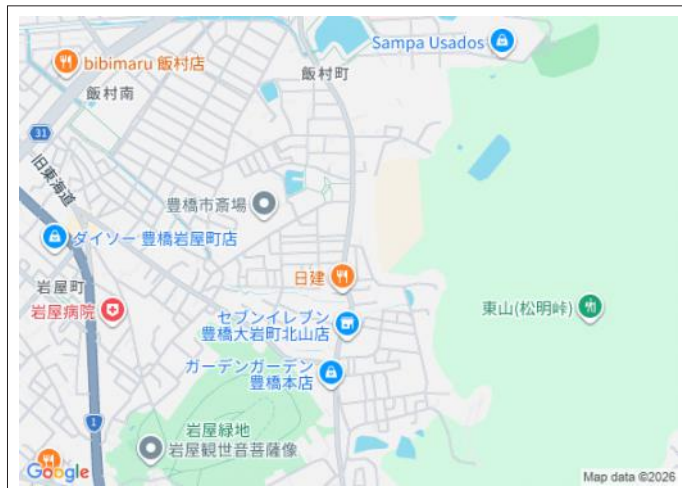 Sampa Usados
bibimaru 飯村店
飯村町
飯村南
31
旧東海道
豊橋市斎場
ダイソー 豊橋岩屋町店
日建
岩屋町
岩屋病院
セブンイレブン
豊橋大岩町北山店
東山(松明峠)
ガーデンガーデン
豊橋本店
1
岩屋緑地
岩屋観世音菩薩像
Google
Map data ©2026